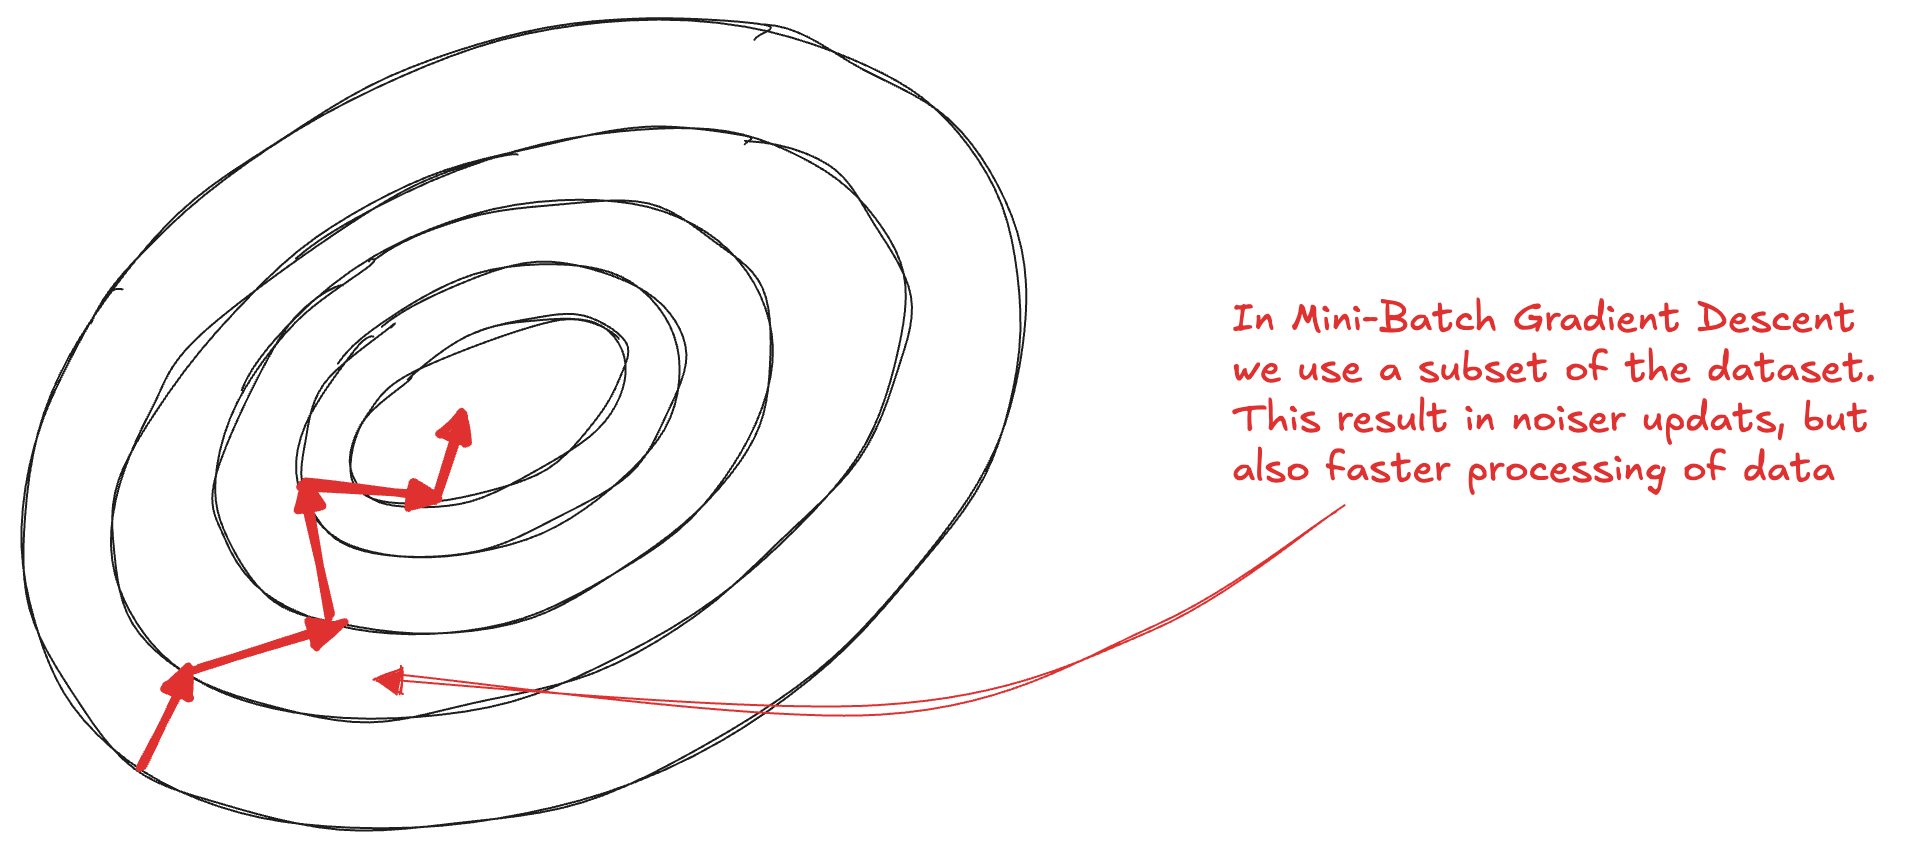 In Mini-Batch Gradient Descent
we use a subset of the dataset.
This result in noiser updats, but
also faster processing of data